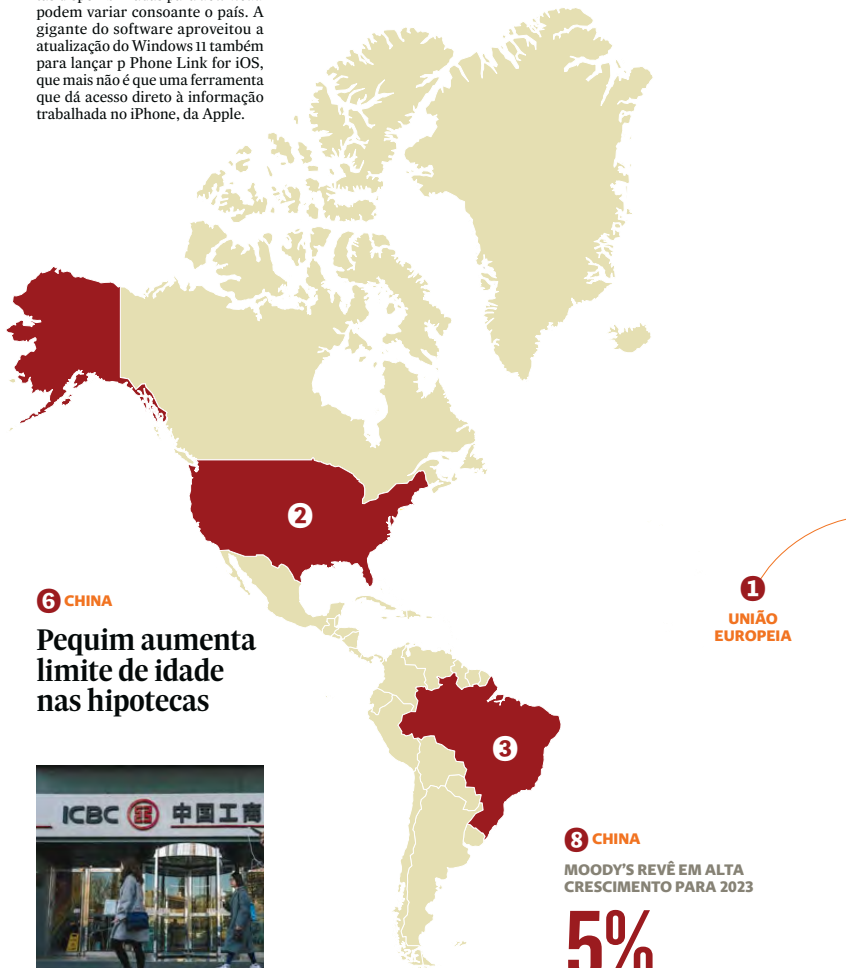 podem variar consoante o país. A
gigante do software aproveitou a
atualização do Windows 11 também
para lançar p Phone Link for iOS,
que mais não é que uma ferramenta
que dá acesso direto à informação
trabalhada no iPhone, da Apple.
2
1
UNIÃO
EUROPEIA
6 CHINA
Pequim aumenta
limite de idade
nas hipotecas
3
ICBC 中国工商
8 CHINA
MOODY'S REVÊ EM ALTA
CRESCIMENTO PARA 2023
5%